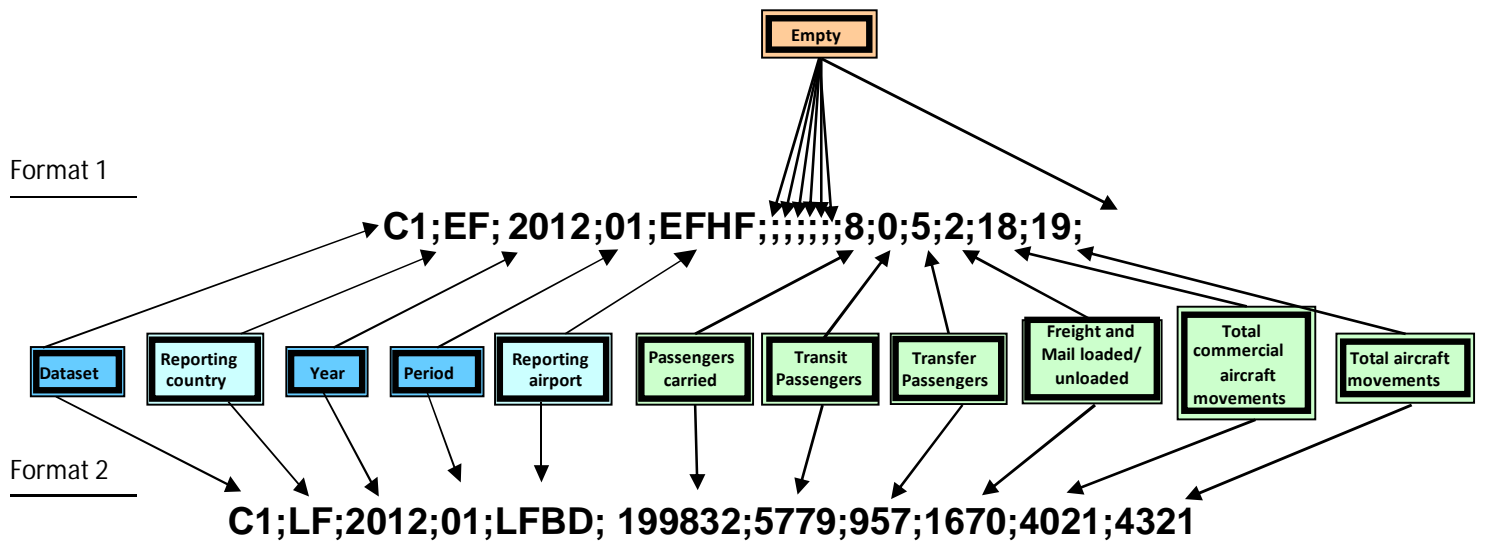 Empty
Format 1
C1;EF; 2012;01;EFHF;;;;;;;8;0;5;2;18;19;
Dataset
Reporting
country
Year
Period
Reporting
airport
Passengers
carried
Transit
Passengers
Transfer
Passengers
Freight and
Mail loaded/
unloaded
Total
commercial
aircraft
movements
Total aircraft
movements
Format 2
C1;LF;2012;01;LFBD; 199832;5779;957;1670;4021;4321